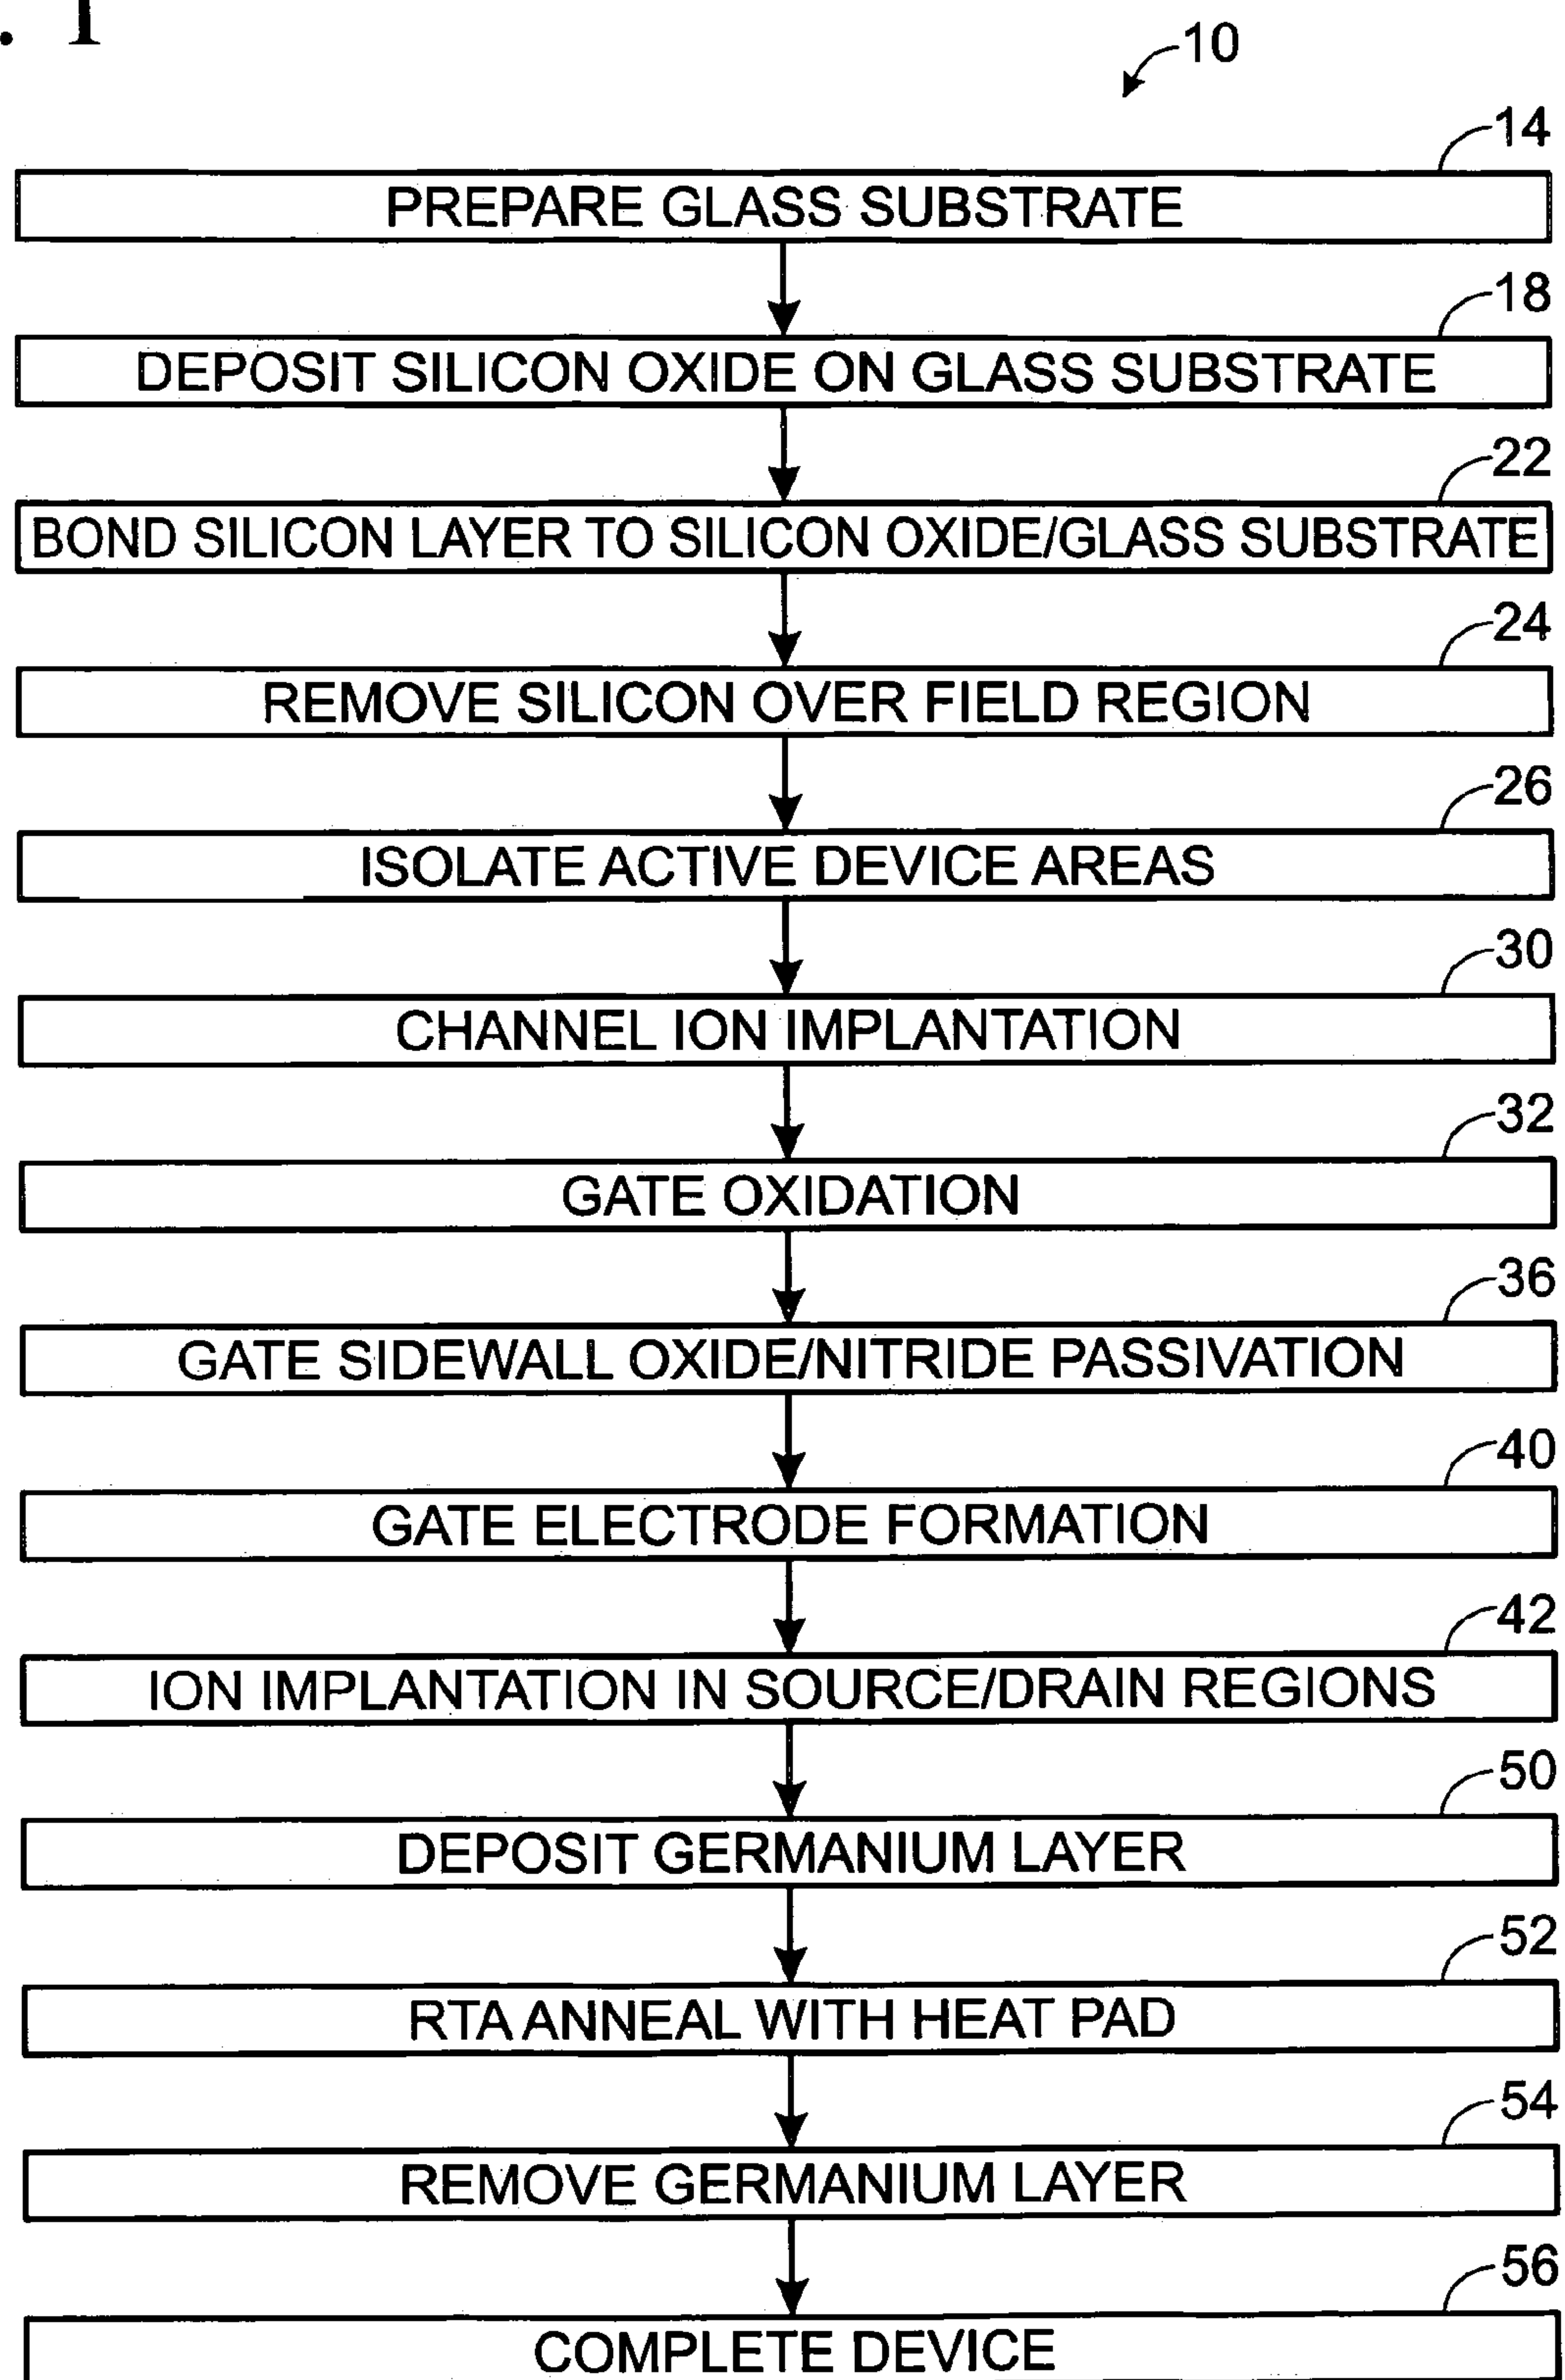 . 1
10
14
PREPARE GLASS SUBSTRATE
18
DEPOSIT SILICON OXIDE ON GLASS SUBSTRATE
22
BOND SILICON LAYER TO SILICON OXIDE/GLASS SUBSTRATE
24
REMOVE SILICON OVER FIELD REGION
26
ISOLATE ACTIVE DEVICE AREAS
30
CHANNEL ION IMPLANTATION
32
GATE OXIDATION
36
GATE SIDEWALL OXIDE/NITRIDE PASSIVATION
40
GATE ELECTRODE FORMATION
42
ION IMPLANTATION IN SOURCE/DRAIN REGIONS
50
DEPOSIT GERMANIUM LAYER
52
RTA ANNEAL WITH HEAT PAD
54
REMOVE GERMANIUM LAYER
56
COMPLETE DEVICE